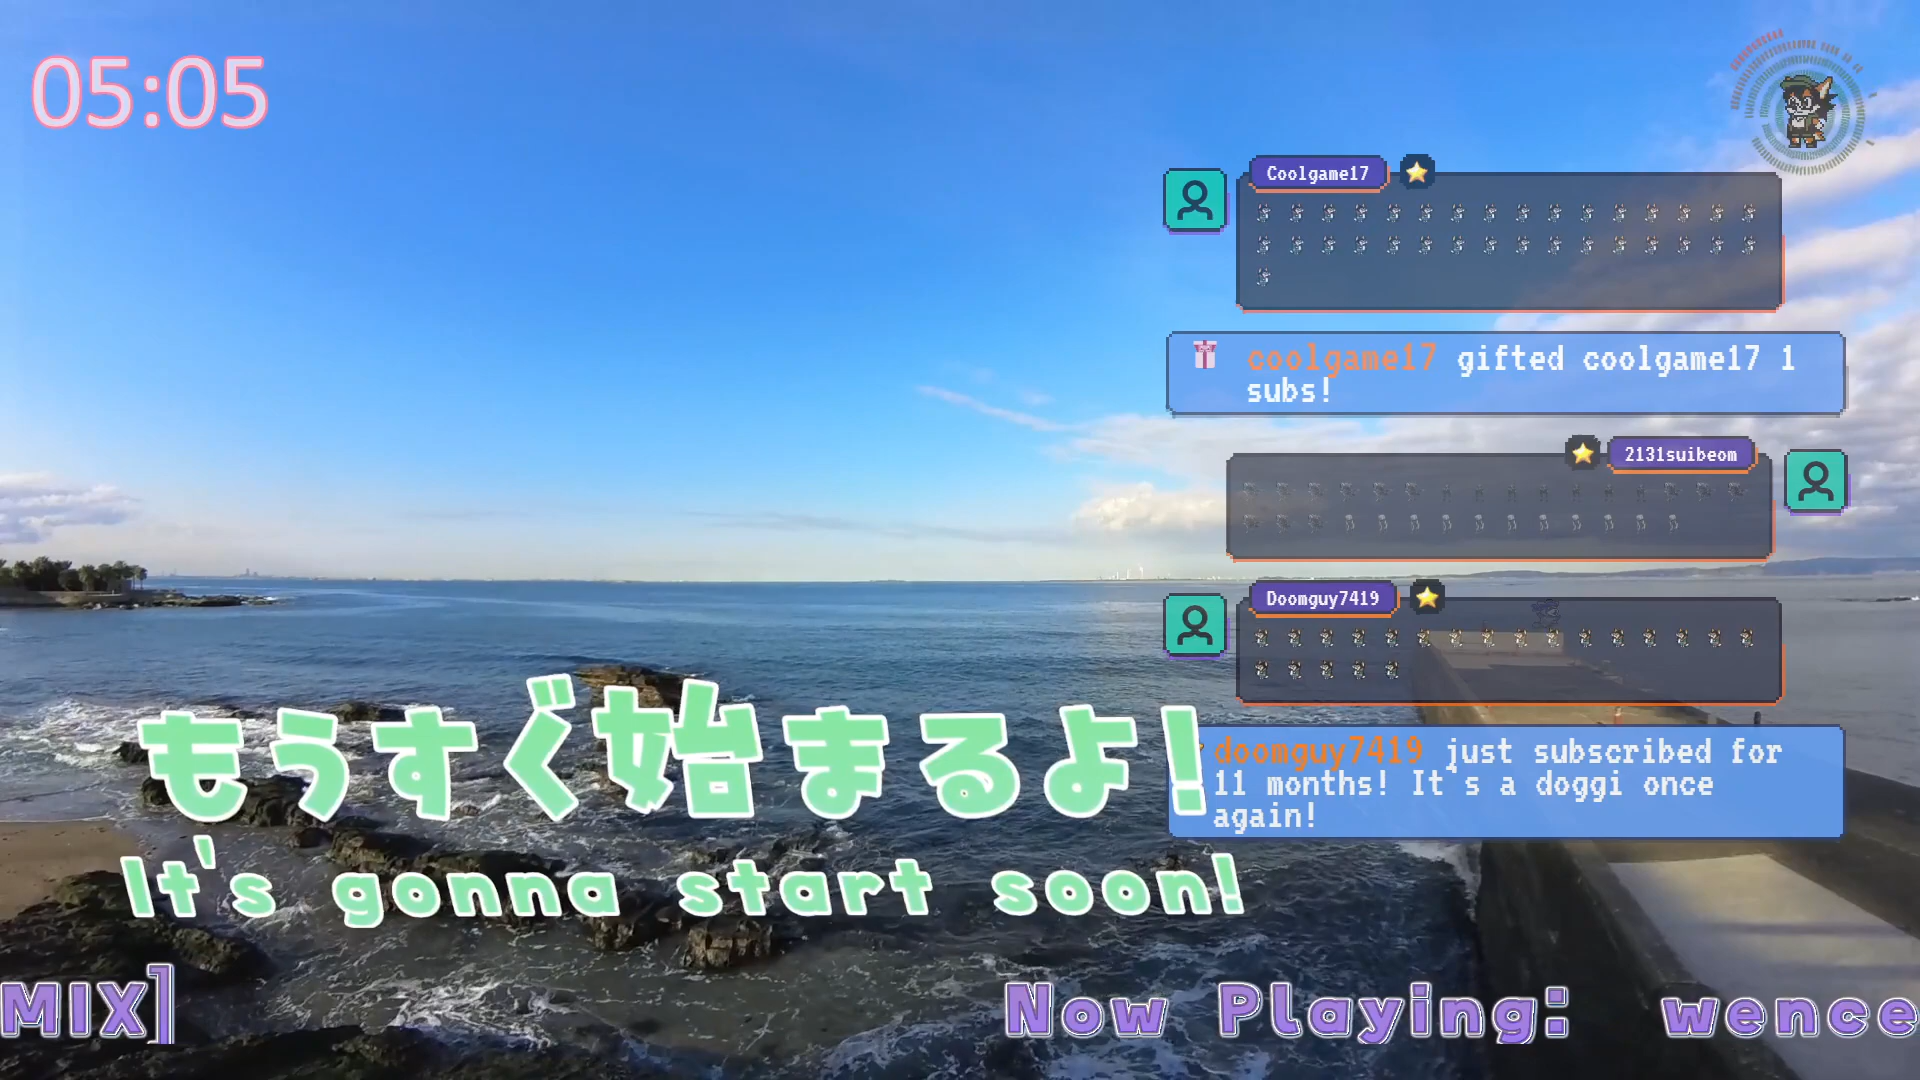 05:05
Coolgame17
coolgame17 gifted coolgame17 1
subs!
2131suibeom
Doomguy7419
doomguy7419 just subscribed for
11 months! It's a doggi once
again!
もうすぐ始まるよ!
It's gonna start soon!
MIX] Now Playing: wence